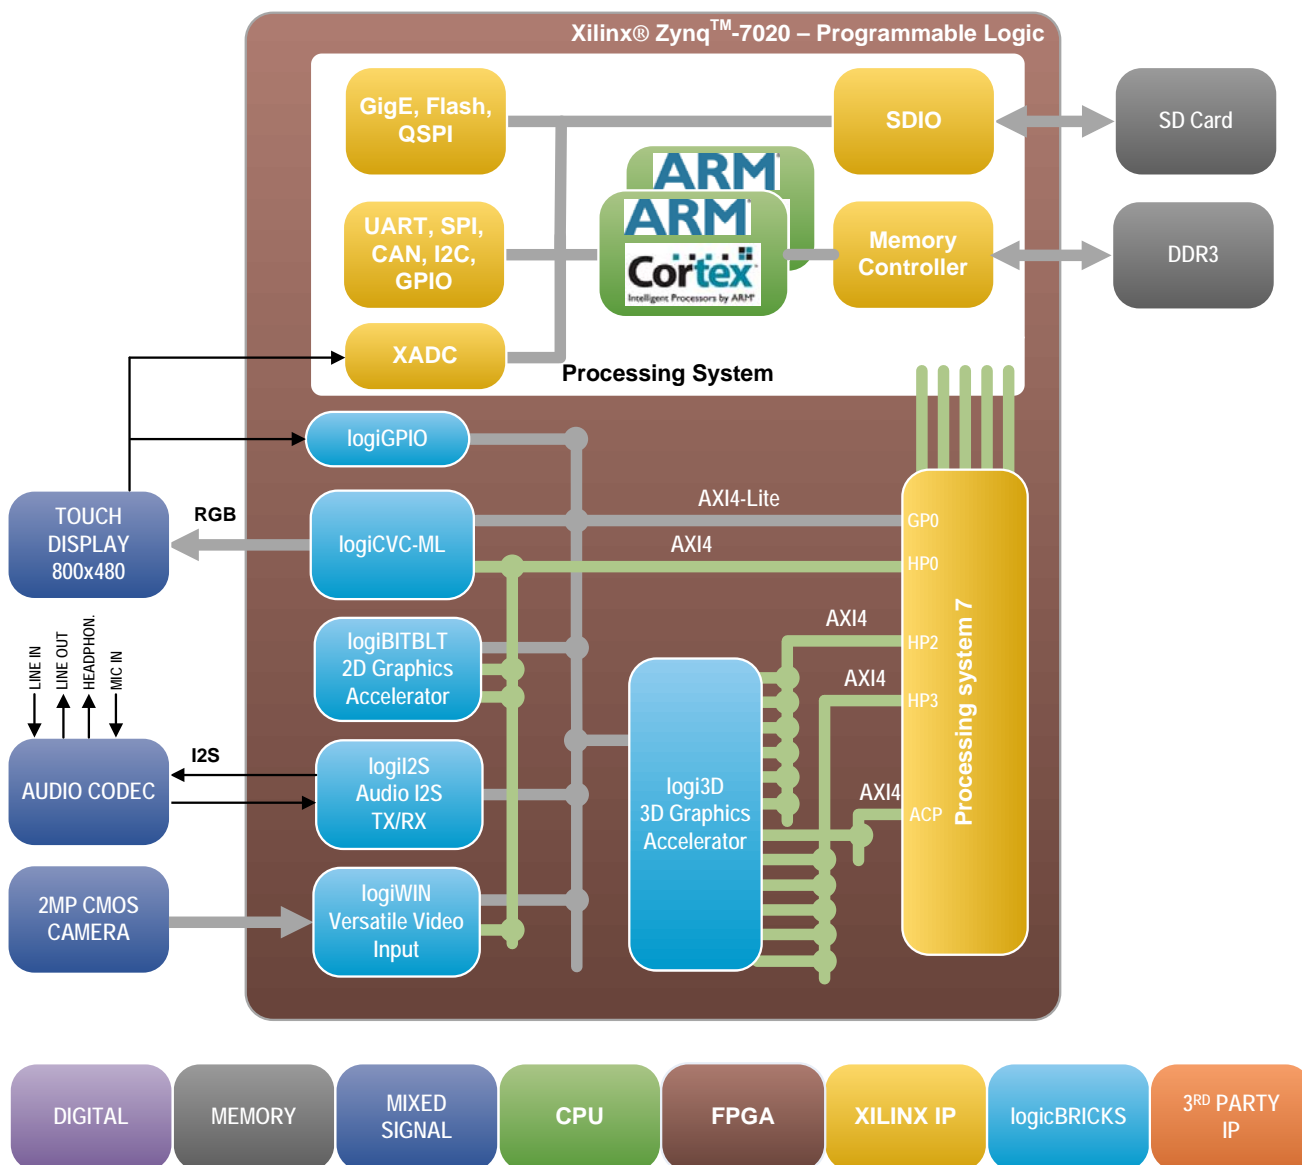 Xilinx® Zynq™-7020 – Programmable Logic
GigE, Flash,
QSPI
SDIO
SD Card
ARM®
ARM®
Cortex™
Intelligent Processors by ARM®
UART, SPI,
CAN, I2C,
GPIO
Memory
Controller
DDR3
XADC
Processing System
logiGPIO
TOUCH
DISPLAY
800x480
RGB
logiCVC-ML
AXI4-Lite
AXI4
GP0
HP0
HP2
HP3
ACP
Processing system 7
AXI4
AXI4
AXI4
LINE IN
LINE OUT
HEADPHON.
MIC IN
logiBITBLT
2D Graphics
Accelerator
AUDIO CODEC
I2S
logiI2S
Audio I2S
TX/RX
logi3D
3D Graphics
Accelerator
2MP CMOS
CAMERA
logiWIN
Versatile Video
Input
DIGITAL
MEMORY
MIXED
SIGNAL
CPU
FPGA
XILINX IP
logicBRICKS
3RD PARTY
IP